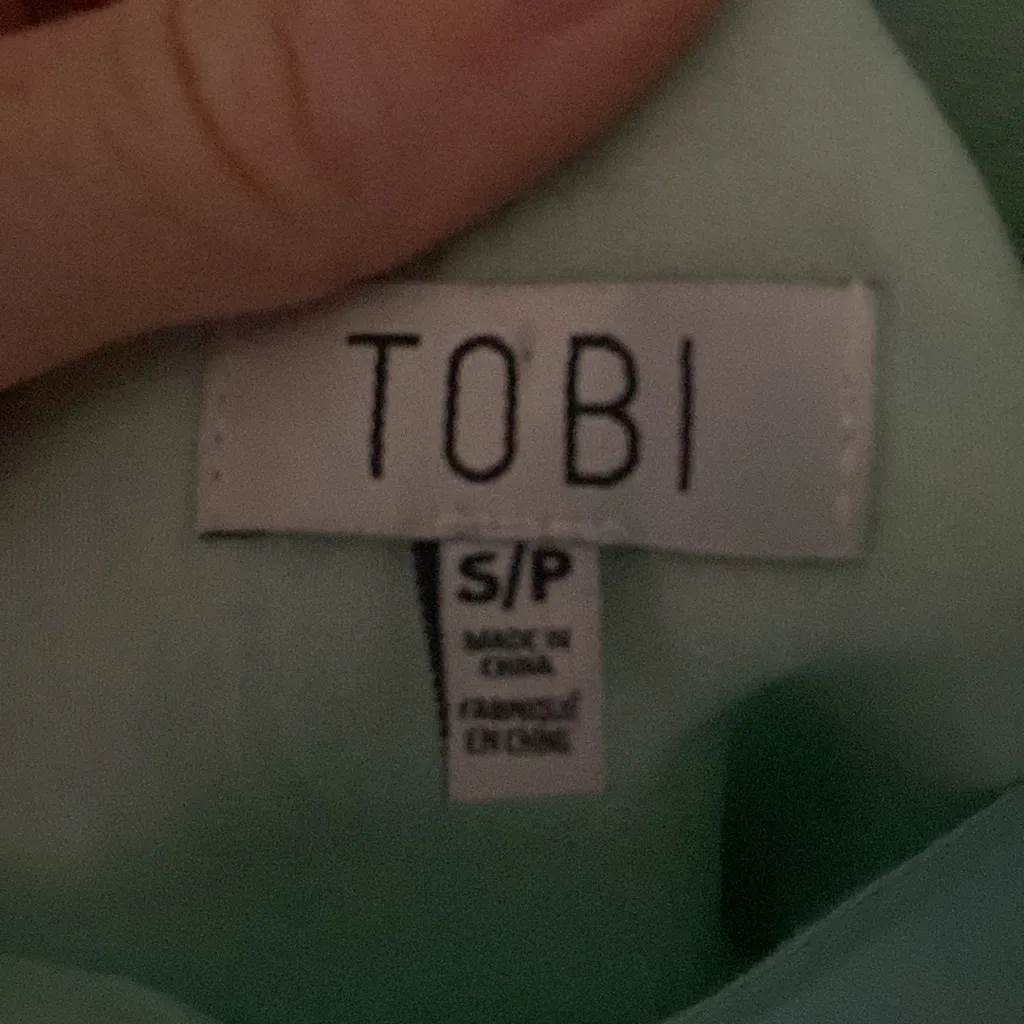 TOBI
S/P
MADE IN
CHINA
FABRIQUÉ
EN CHINE